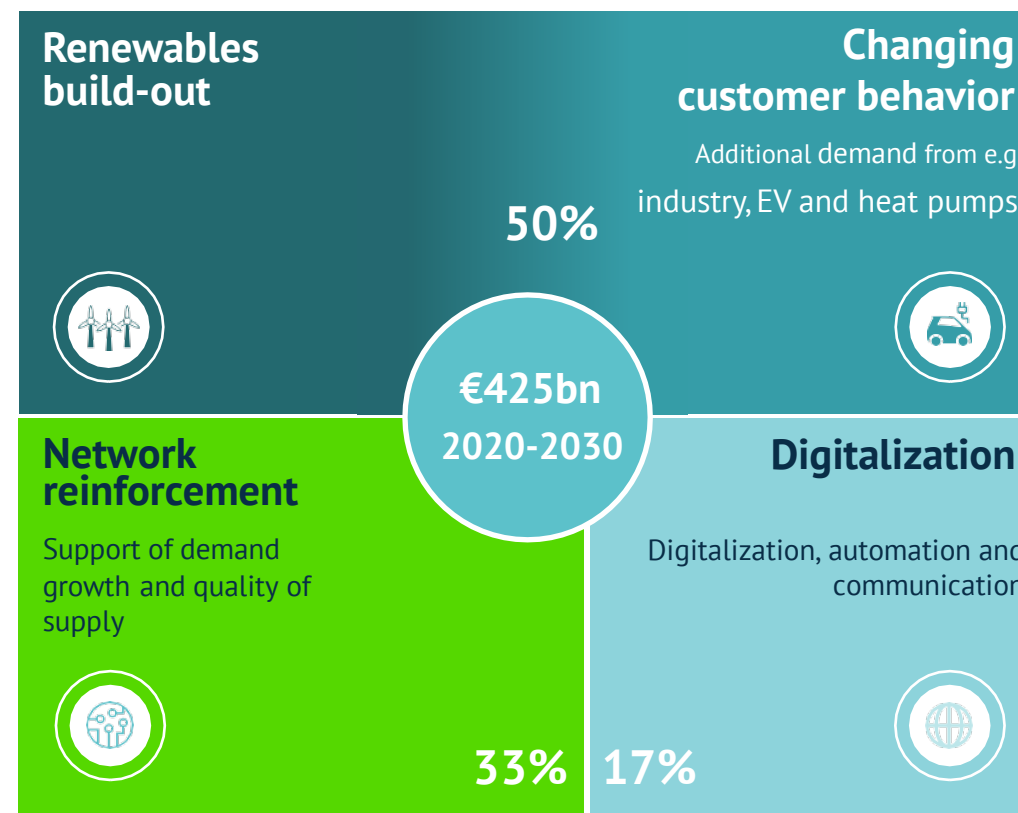 Renewables
build-out
Changing
customer behavior
Additional demand from e.g
industry, EV and heat pumps
50%
€425bn
2020-2030
Network
reinforcement
Support of demand
growth and quality of
supply
33%
Digitalization
Digitalization, automation and
communication
17%